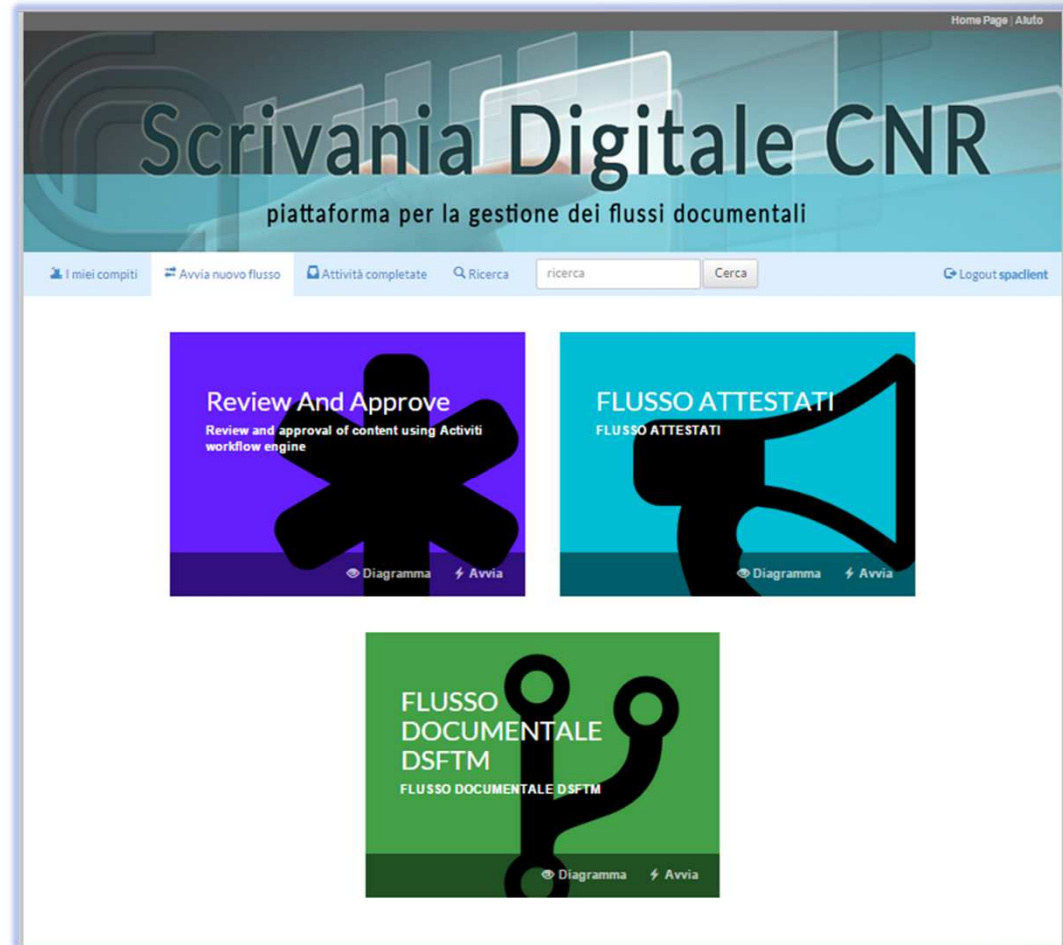 Home Page | Aiuto
Scrivania Digitale CNR
piattaforma per la gestione dei flussi documentali
I miei compiti Avvia nuovo flusso Attività completate Ricerca ricerca Cerca Logout spaclient
Review And Approve
Review and approval of content using Activiti
workflow engine
Diagramma Avvia
FLUSSO ATTESTATI
FLUSSO ATTESTATI
Diagramma Avvia
FLUSSO
DOCUMENTALE
DSFTM
FLUSSO DOCUMENTALE DSFTM
Diagramma Avvia